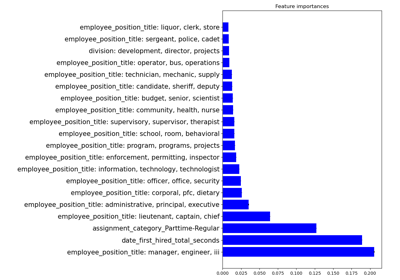 Feature importances
employee_position_title: liquor, clerk, store
employee_position_title: sergeant, police, cadet
division: development, director, projects
employee_position_title: operator, bus, operations
employee_position_title: technician, mechanic, supply
employee_position_title: candidate, sheriff, deputy
employee_position_title: budget, senior, scientist
employee_position_title: community, health, nurse
employee_position_title: supervisory, supervisor, therapist
employee_position_title: school, room, behavioral
employee_position_title: program, programs, projects
employee_position_title: enforcement, permitting, inspector
employee_position_title: information, technology, technologist
employee_position_title: officer, office, security
employee_position_title: corporal, pfc, dietary
employee_position_title: administrative, principal, executive
employee_position_title: lieutenant, captain, chief
assignment_category_Parttime-Regular
date_first_hired_total_seconds
employee_position_title: manager, engineer, iii
0.000 0.025 0.050 0.075 0.100 0.125 0.150 0.175 0.200